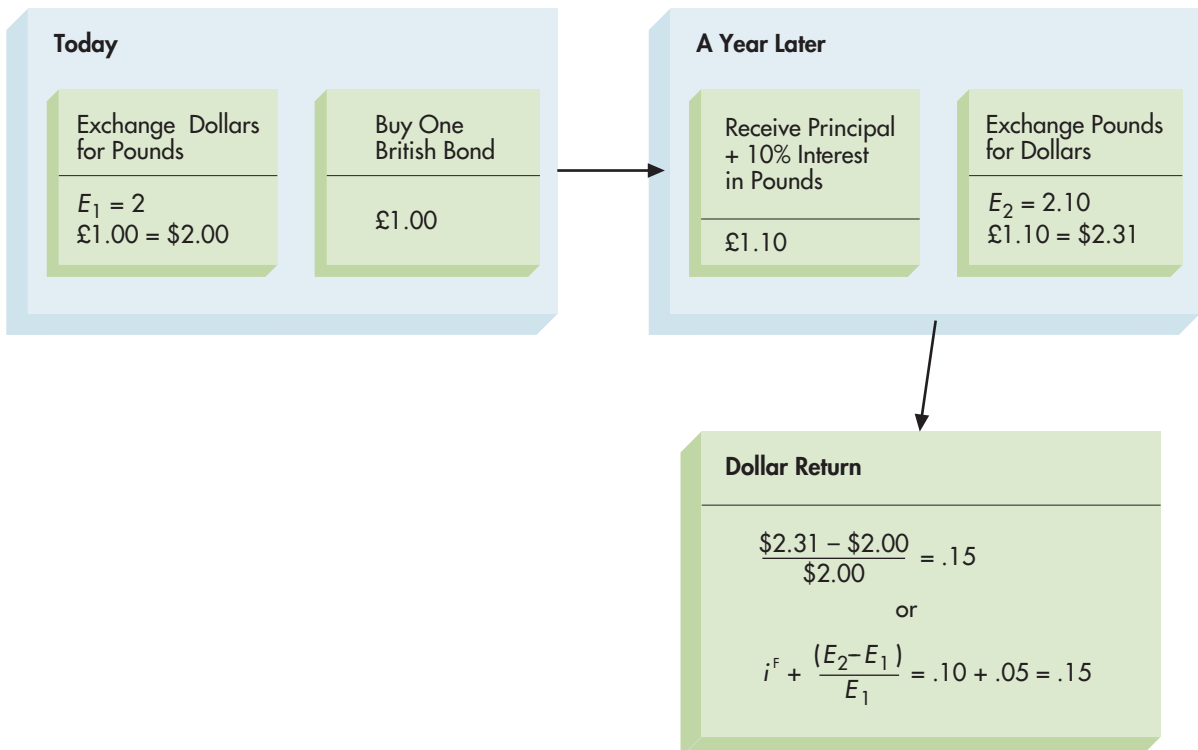 Today
Exchange Dollars
for Pounds
E₁ = 2
£1.00 = $2.00
Buy One
British Bond
£1.00
A Year Later
Receive Principal
+ 10% Interest
in Pounds
£1.10
Exchange Pounds
for Dollars
E₂ = 2.10
£1.10 = $2.31
Dollar Return
$2.31 – $2.00
= .15
$2.00
or
iᶠ + (E₂–E₁) = .10 + .05 = .15
E₁